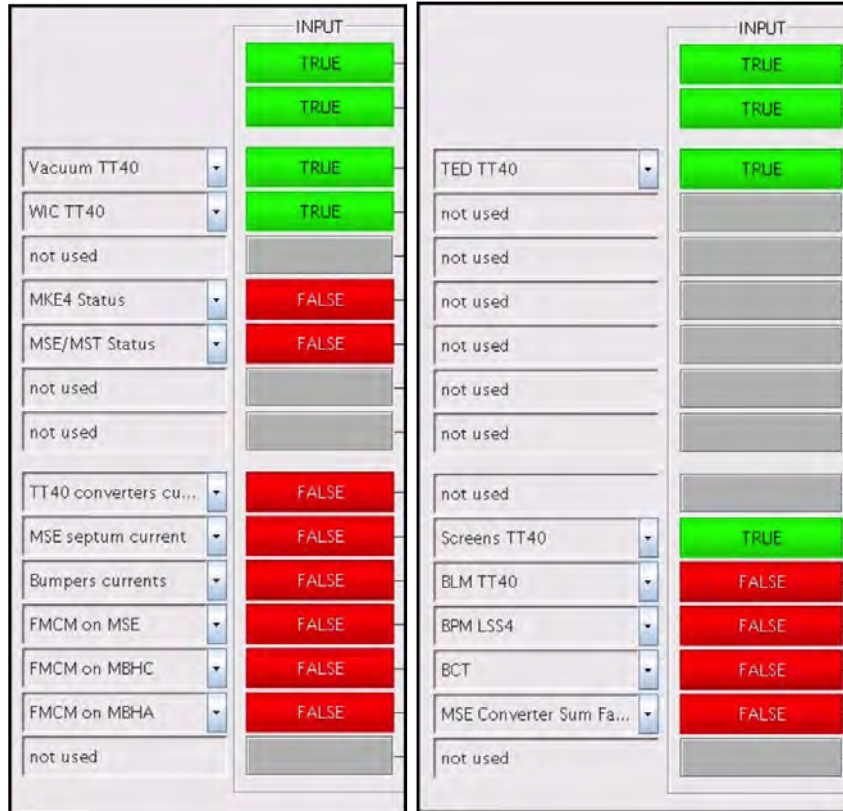 INPUT
TRUE
TRUE
Vacuum TT40 TRUE
WIC TT40 TRUE
not used
MKE4 Status FALSE
MSE/MST Status FALSE
not used
not used
TT40 converters cu... FALSE
MSE septum current FALSE
Bumpers currents FALSE
FMCM on MSE FALSE
FMCM on MBHC FALSE
FMCM on MBHA FALSE
not used
INPUT
TRUE
TRUE
TED TT40 TRUE
not used
not used
not used
not used
not used
not used
not used
Screens TT40 TRUE
BLM TT40 FALSE
BPM LSS4 FALSE
BCT FALSE
MSE Converter Sum Fa... FALSE
not used